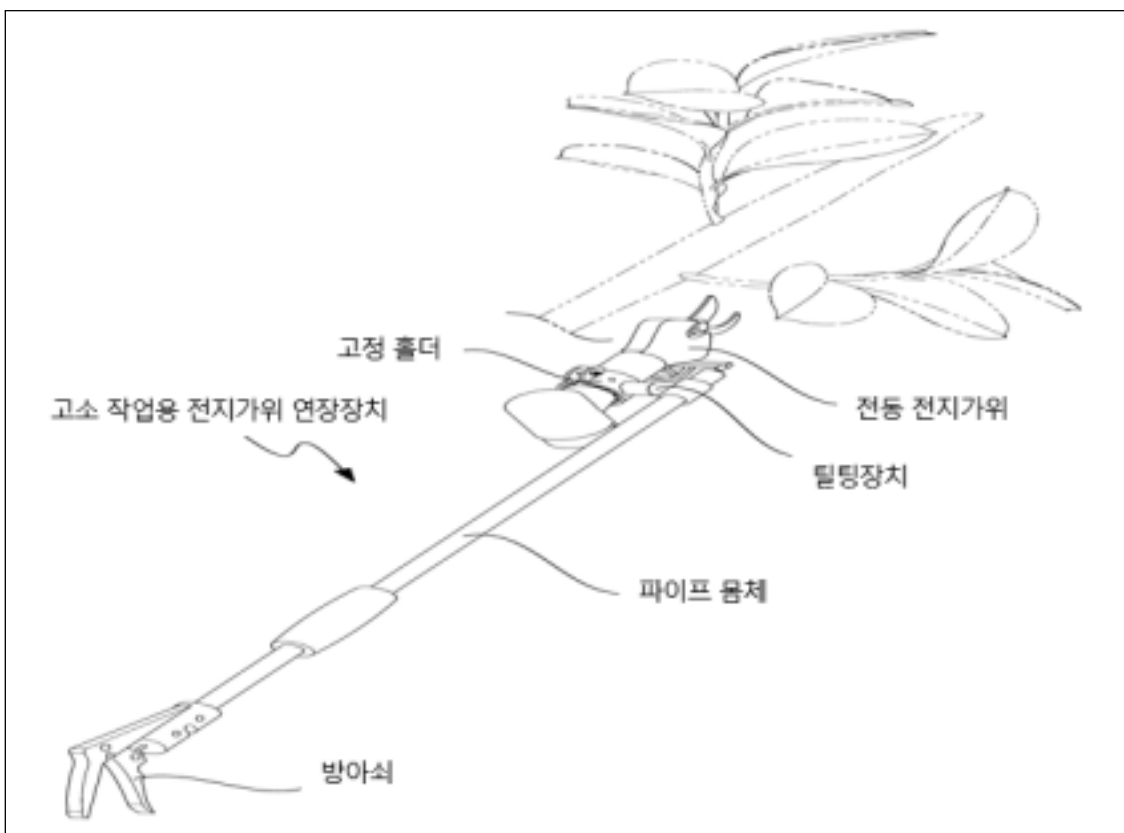 고정 홀더
고소 작업용 전지가위 연장장치
전동 전지가위
틸팅장치
파이프 몸체
방아쇠